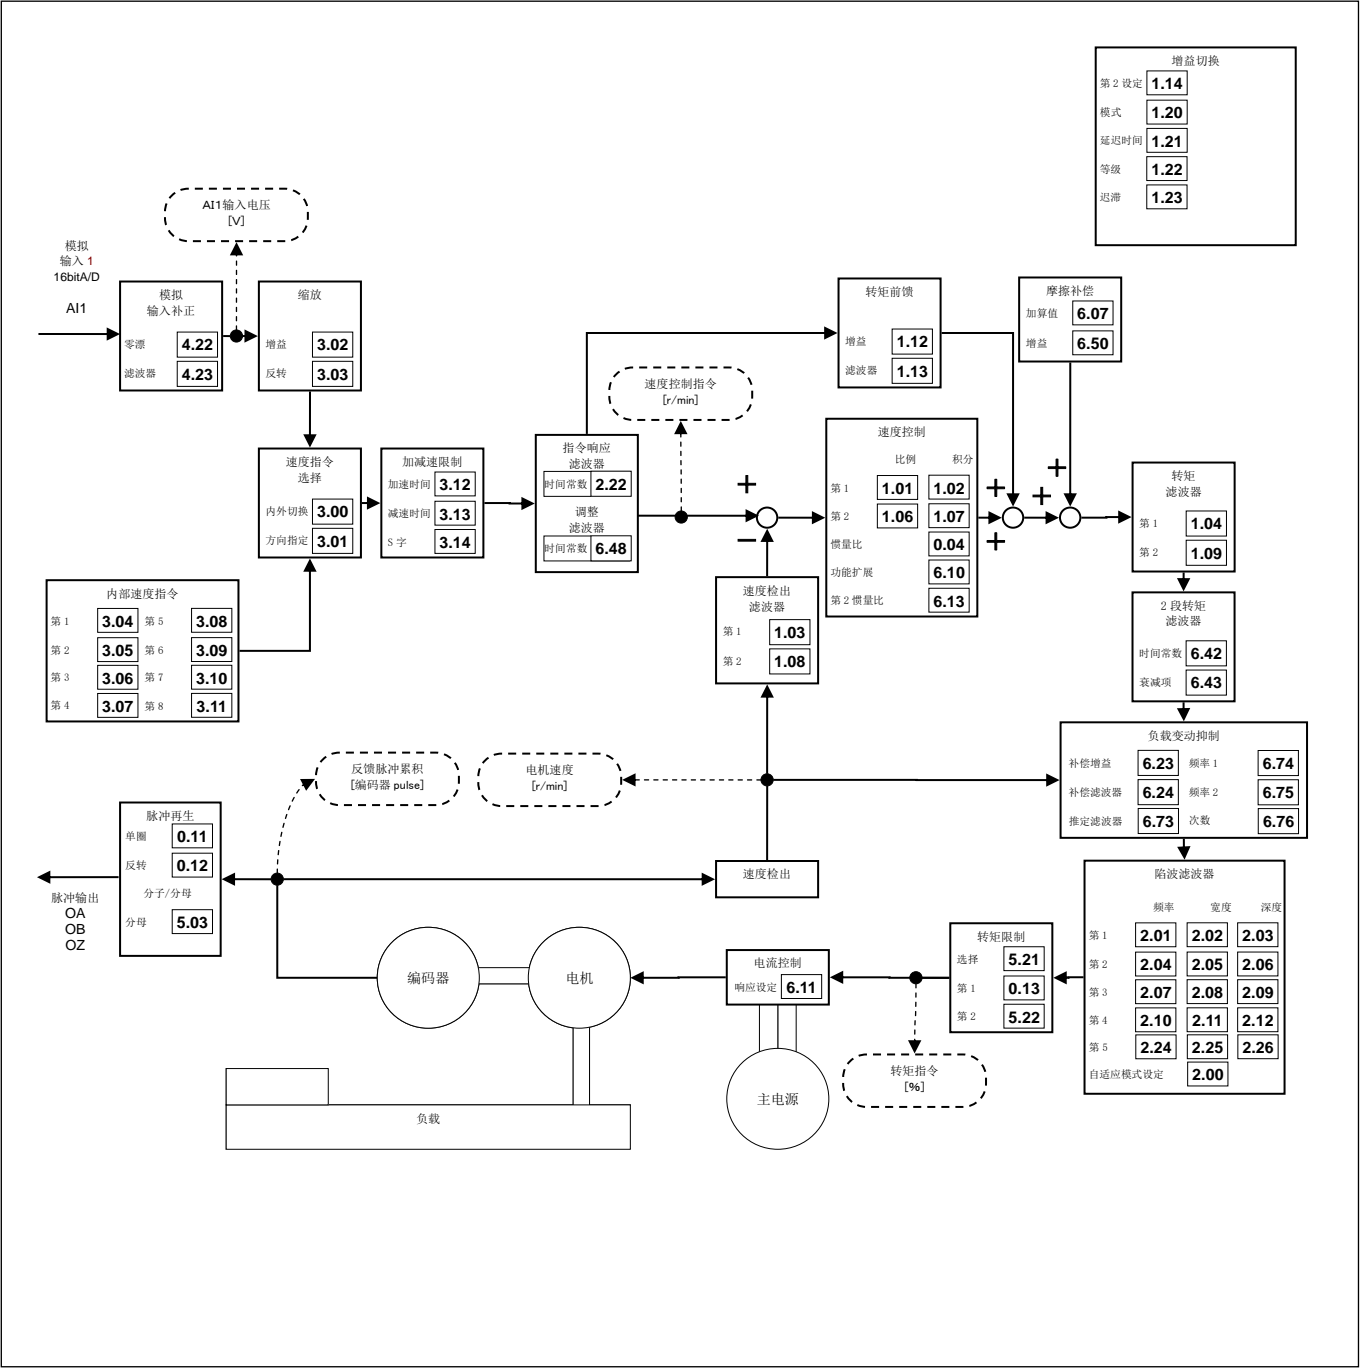 增益切换
第 2 设定 1.14
模式 1.20
延迟时间 1.21
等级 1.22
迟滞 1.23
AI1输入电压
[V]
模拟
输入 1
16bitA/D
AI1
模拟
输入补正
零漂 4.22
滤波器 4.23
缩放
增益 3.02
反转 3.03
转矩前馈
增益 1.12
滤波器 1.13
摩擦补偿
加算值 6.07
增益 6.50
速度控制指令
[r/min]
速度指令
选择
内外切换 3.00
方向指定 3.01
加减速限制
加速时间 3.12
减速时间 3.13
S 字 3.14
指令响应
滤波器
时间常数 2.22
调整
滤波器
时间常数 6.48
+
−
速度控制
比例 积分
第 1 1.01 1.02
第 2 1.06 1.07
惯量比 0.04
功能扩展 6.10
第 2 惯量比 6.13
+
+
+
+
转矩
滤波器
第 1 1.04
第 2 1.09
内部速度指令
第 1 3.04 第 5 3.08
第 2 3.05 第 6 3.09
第 3 3.06 第 7 3.10
第 4 3.07 第 8 3.11
速度检出
滤波器
第 1 1.03
第 2 1.08
2 段转矩
滤波器
时间常数 6.42
衰减项 6.43
负载变动抑制
补偿增益 6.23 频率 1 6.74
补偿滤波器 6.24 频率 2 6.75
推定滤波器 6.73 次数 6.76
反馈脉冲累积
[编码器 pulse]
电机速度
[r/min]
脉冲再生
单圈 0.11
反转 0.12
分子/分母
分母 5.03
脉冲输出
OA
OB
OZ
速度检出
陷波滤波器
频率 宽度 深度
第 1 2.01 2.02 2.03
第 2 2.04 2.05 2.06
第 3 2.07 2.08 2.09
第 4 2.10 2.11 2.12
第 5 2.24 2.25 2.26
自适应模式设定 2.00
转矩限制
选择 5.21
第 1 0.13
第 2 5.22
电流控制
响应设定 6.11
编码器
电机
转矩指令
[%]
主电源
负载